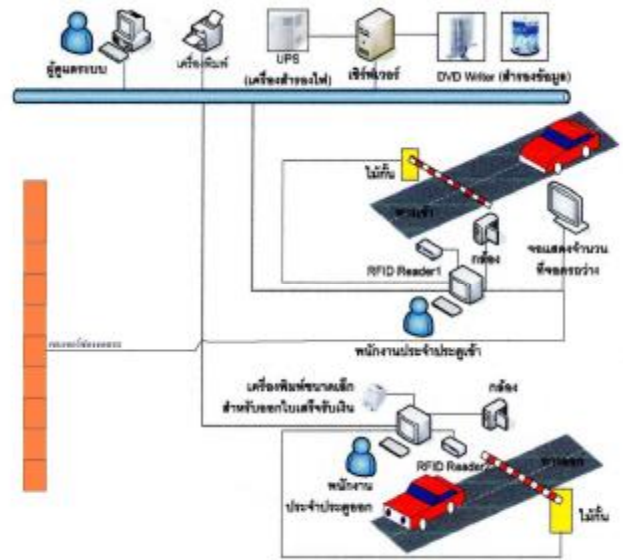 ผู้ดูแลระบบ
เครื่องพิมพ์
UPS
(เครื่องสำรองไฟ)
เซิร์ฟเวอร์
DVD Writer (สำรองข้อมูล)
ไม้กั้น
ทางเข้า
กล้อง
จอแสดงจำนวน
ที่จอดรถว่าง
RFID Reader1
พนักงานประจำประตูเข้า
เครื่องพิมพ์ขนาดเล็ก
สำหรับออกใบเสร็จรับเงิน
กล้อง
RFID Reader
ทางออก
พนักงาน
ประจำประตูออก
ไม้กั้น